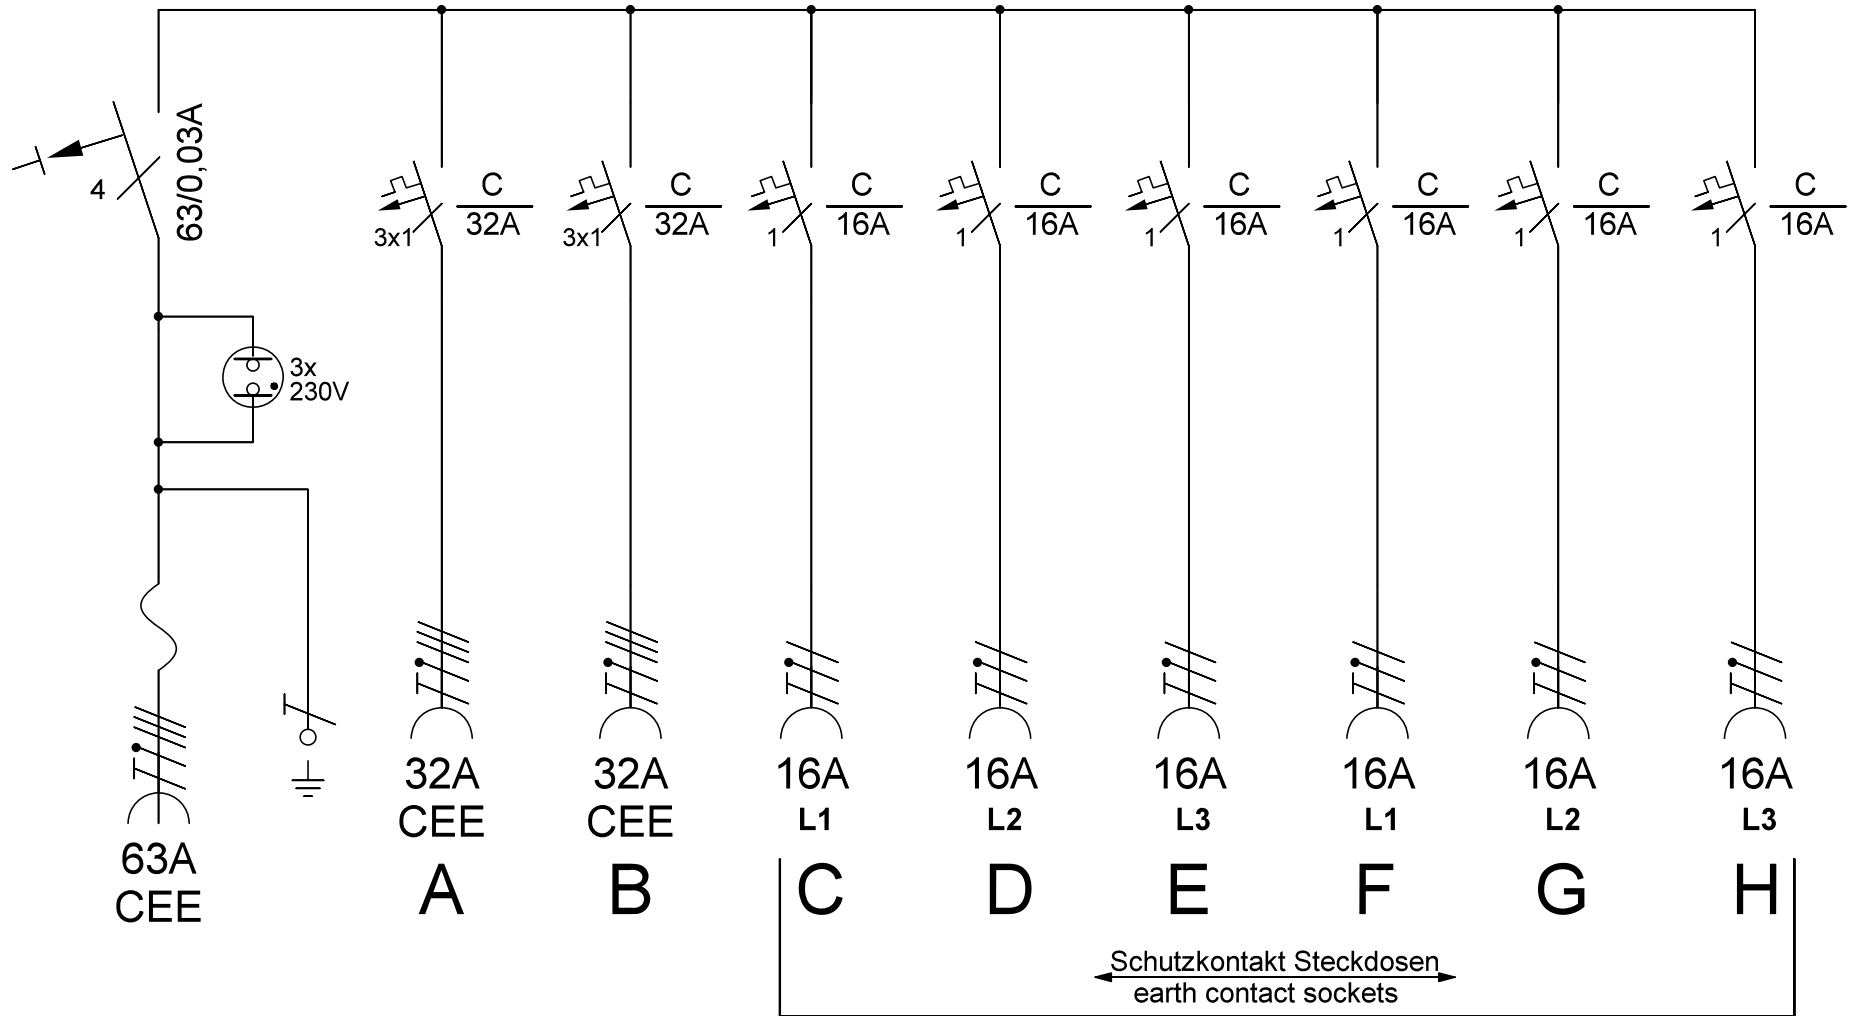 63/0,03A
4
3x
230V
63A
CEE
C
32A
3x1
32A
CEE
A
C
32A
3x1
32A
CEE
B
C
16A
1
16A
L1
C
C
16A
1
16A
L2
D
C
16A
1
16A
L3
E
C
16A
1
16A
L1
F
C
16A
1
16A
L2
G
C
16A
1
16A
L3
H
Schutzkontakt Steckdosen
earth contact sockets